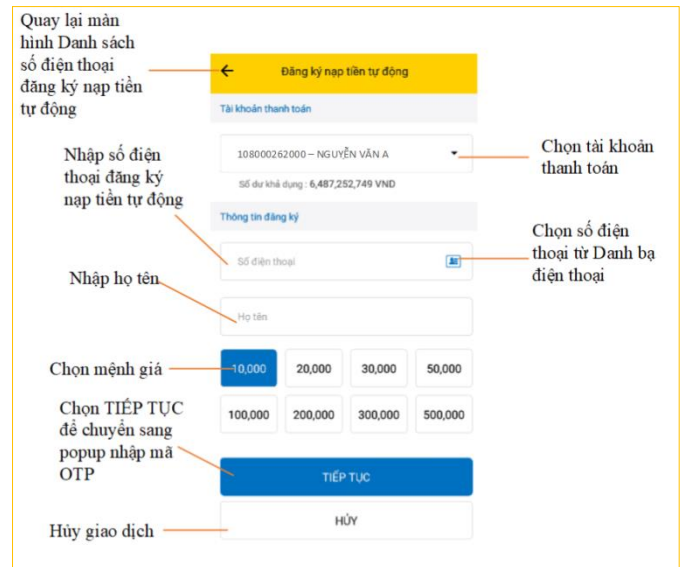 Quay lại màn
hình Danh sách
số điện thoại
đăng ký nạp tiền
tự động
Đăng ký nạp tiền tự động
Tài khoản thanh toán
108000262000 – NGUYỄN VĂN A
Số dư khả dụng : 6,487,252,749 VND
Chọn tài khoản
thanh toán
Nhập số điện
thoại đăng ký
nạp tiền tự động
Thông tin đăng ký
Số điện thoại
Chọn số điện
thoại từ Danh bạ
điện thoại
Nhập họ tên
Họ tên
Chọn mệnh giá
10,000 20,000 30,000 50,000
100,000 200,000 300,000 500,000
Chọn TIẾP TỤC
để chuyển sang
popup nhập mã
OTP
TIẾP TỤC
Hủy giao dịch
HỦY